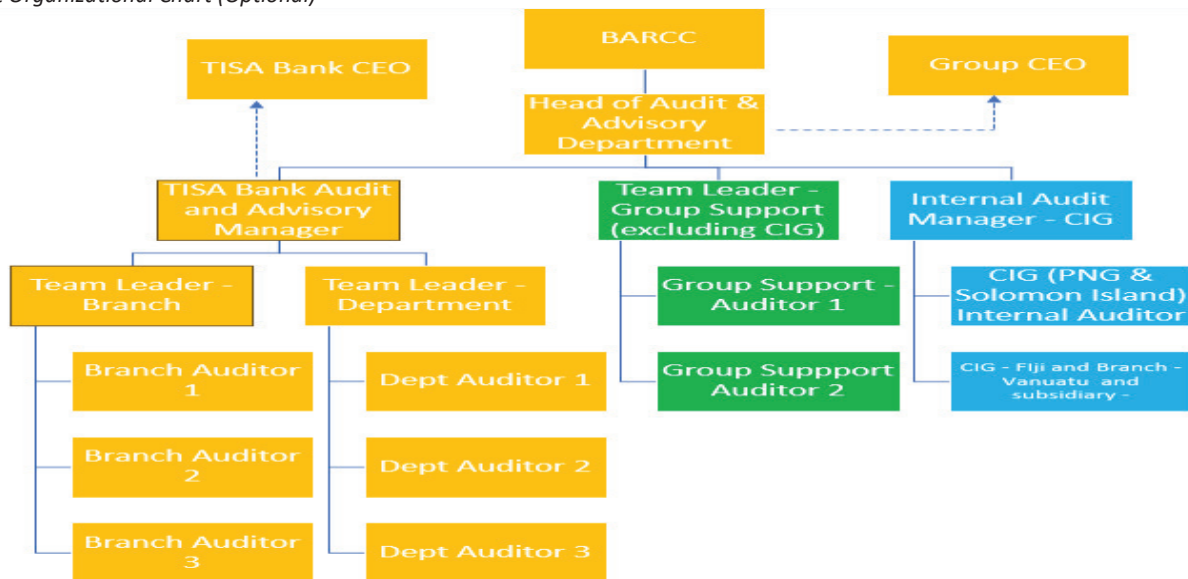 Organizational Chart (Optional)
BARCC
TISA Bank CEO
Group CEO
Head of Audit &
Advisory
Department
TISA Bank Audit
and Advisory
Manager
Team Leader -
Group Support
(excluding CIG)
Internal Audit
Manager - CIG
Team Leader -
Branch
Team Leader -
Department
Group Support -
Auditor 1
CIG (PNG &
Solomon Island)
Internal Auditor
Branch Auditor
1
Dept Auditor 1
Group Suppport
Auditor 2
CIG - Fiji and Branch -
Vanuatu and
subsidiary -
Branch Auditor
2
Dept Auditor 2
Branch Auditor
3
Dept Auditor 3